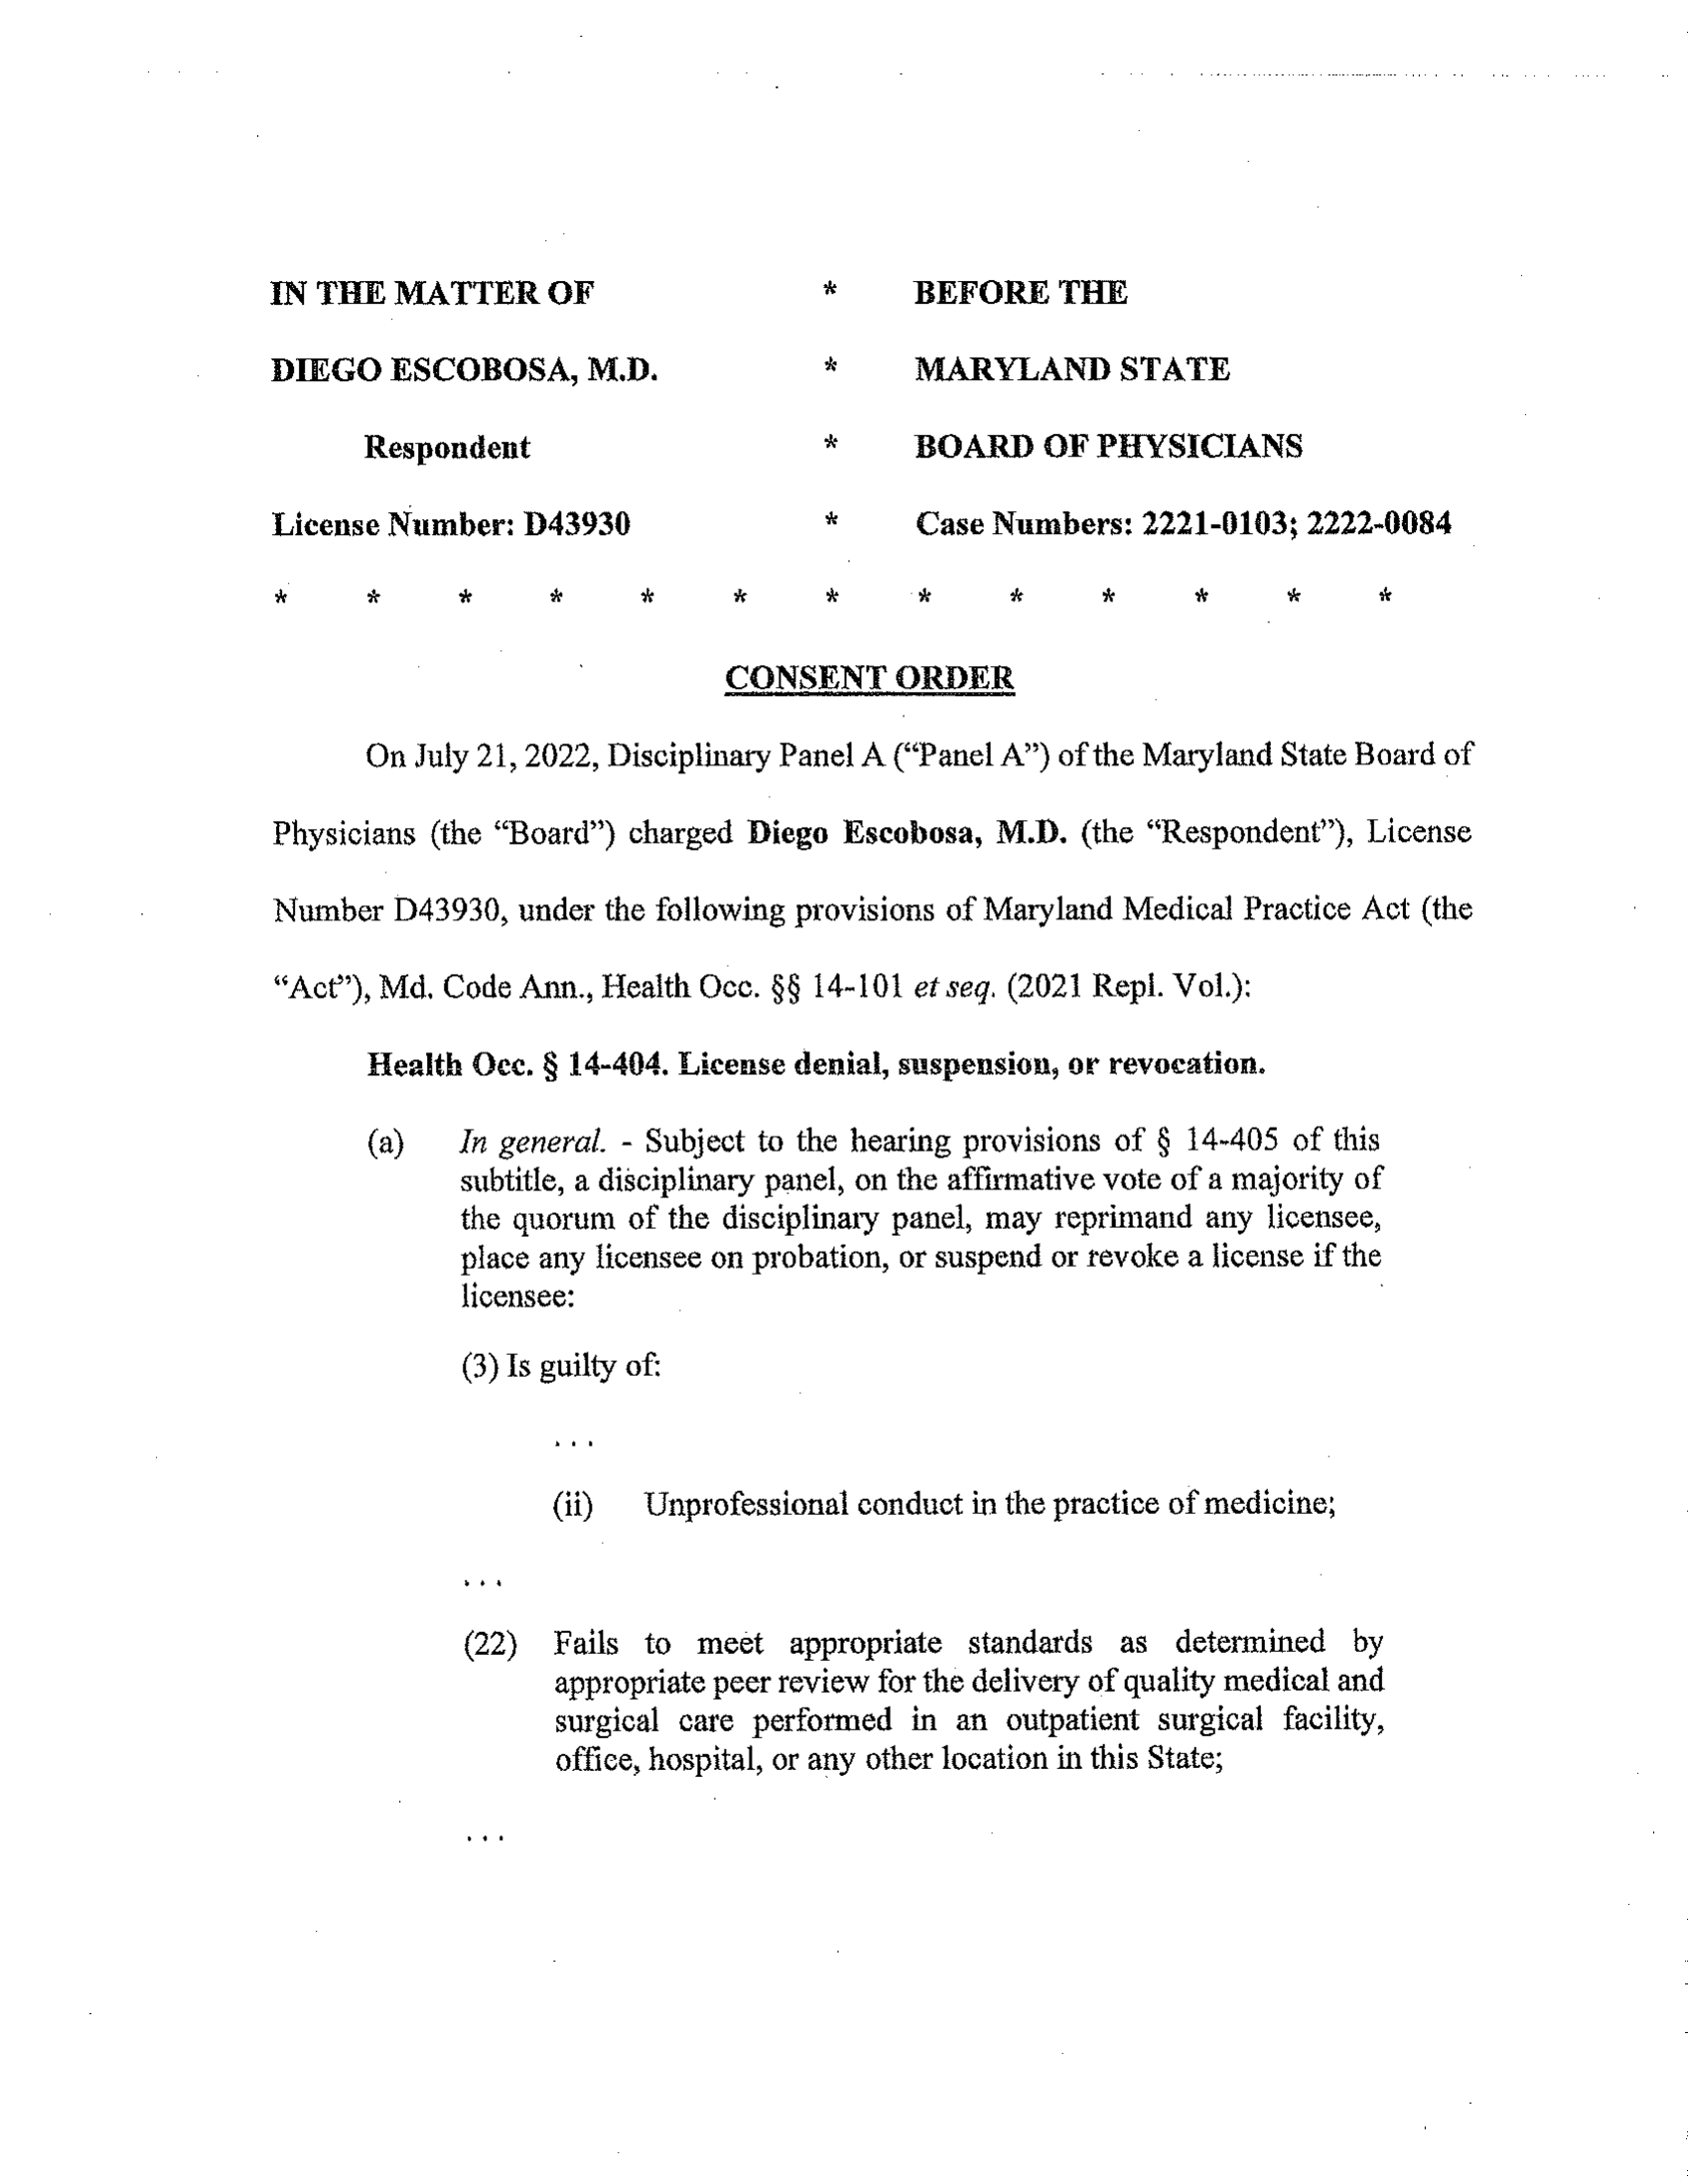 IN THE MATTER OF * BEFORE THE
DIEGO ESCOBOSA, M.D. * MARYLAND STATE
Respondent * BOARD OF PHYSICIANS
License Number: D43930 * Case Numbers: 2221-0103; 2222-0084
* * * * * * * * * * * * *
CONSENT ORDER
On July 21, 2022, Disciplinary Panel A (“Panel A”) of the Maryland State Board of
Physicians (the “Board”) charged Diego Escobosa, M.D. (the “Respondent”), License
Number D43930, under the following provisions of Maryland Medical Practice Act (the
“Act”), Md. Code Ann., Health Occ. §§ 14-101 et seq. (2021 Repl. Vol.):
Health Occ. § 14-404. License denial, suspension, or revocation.
(a) In general. - Subject to the hearing provisions of § 14-405 of this
subtitle, a disciplinary panel, on the affirmative vote of a majority of
the quorum of the disciplinary panel, may reprimand any licensee,
place any licensee on probation, or suspend or revoke a license if the
licensee:
(3) Is guilty of:
. . .
(ii) Unprofessional conduct in the practice of medicine;
. . .
(22) Fails to meet appropriate standards as determined by
appropriate peer review for the delivery of quality medical and
surgical care performed in an outpatient surgical facility,
office, hospital, or any other location in this State;
. . .